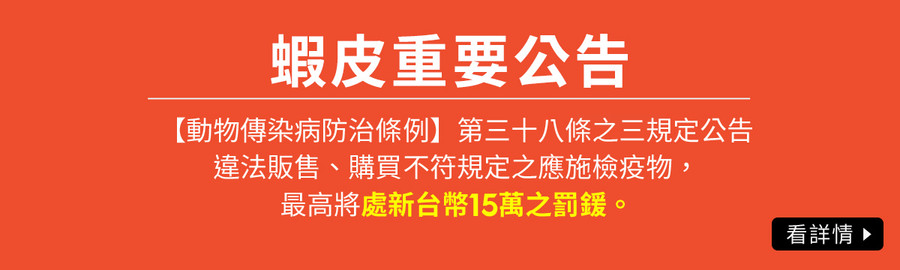 蝦皮重要公告
【動物傳染病防治條例】第三十八條之三規定公告
違法販售、購買不符規定之應施檢疫物，
最高將處新台幣15萬之罰鍰。
看詳情